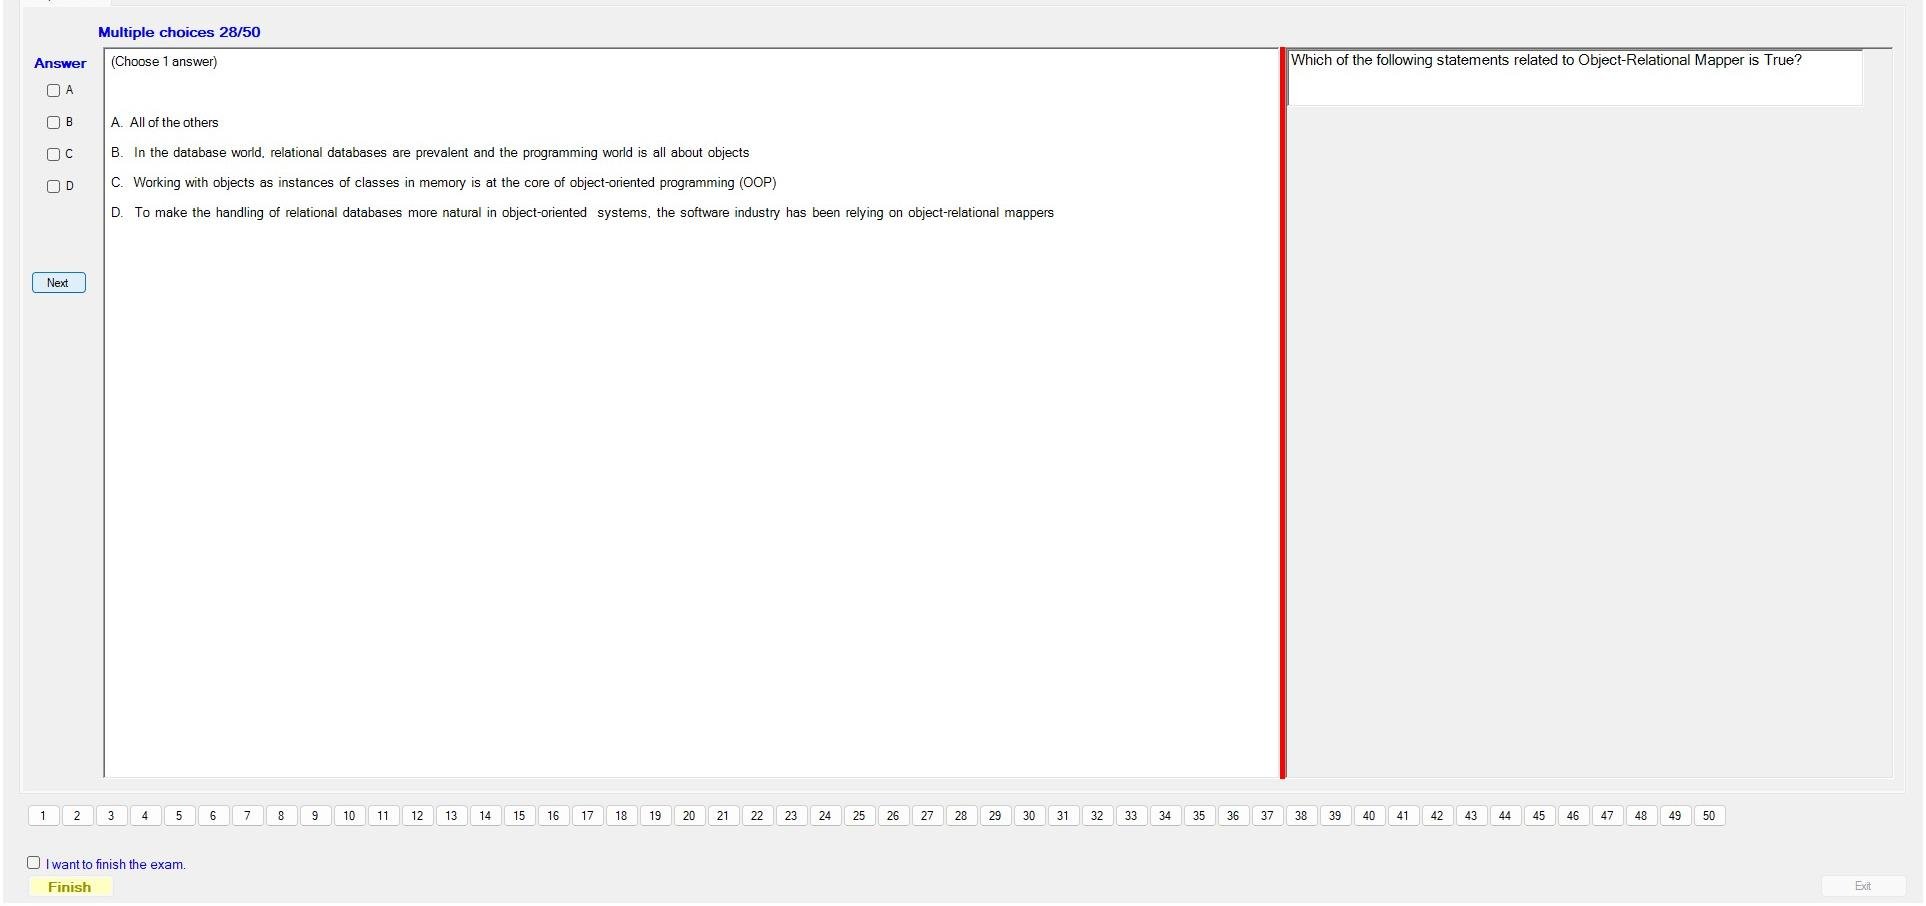 Multiple choices 28/50
Answer
(Choose 1 answer)
Which of the following statements related to Object-Relational Mapper is True?
A
B
C
D
A. All of the others
B. In the database world, relational databases are prevalent and the programming world is all about objects
C. Working with objects as instances of classes in memory is at the core of object-oriented programming (OOP)
D. To make the handling of relational databases more natural in object-oriented systems, the software industry has been relying on object-relational mappers
Next
1 2 3 4 5 6 7 8 9 10 11 12 13 14 15 16 17 18 19 20 21 22 23 24 25 26 27 28 29 30 31 32 33 34 35 36 37 38 39 40 41 42 43 44 45 46 47 48 49 50
I want to finish the exam.
Finish
Exit